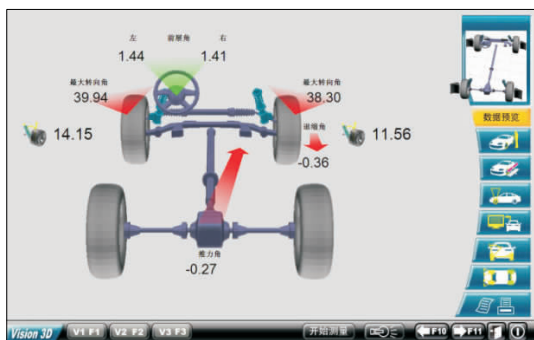 左 前展角 右
1.44 1.41
最大转向角 最大转向角
39.94 38.30
14.15 11.56
退缩角
-0.36
推力角
-0.27
数据预览
Vision 3D V1 F1 V2 F2 V3 F3 开始测量 F10 F11